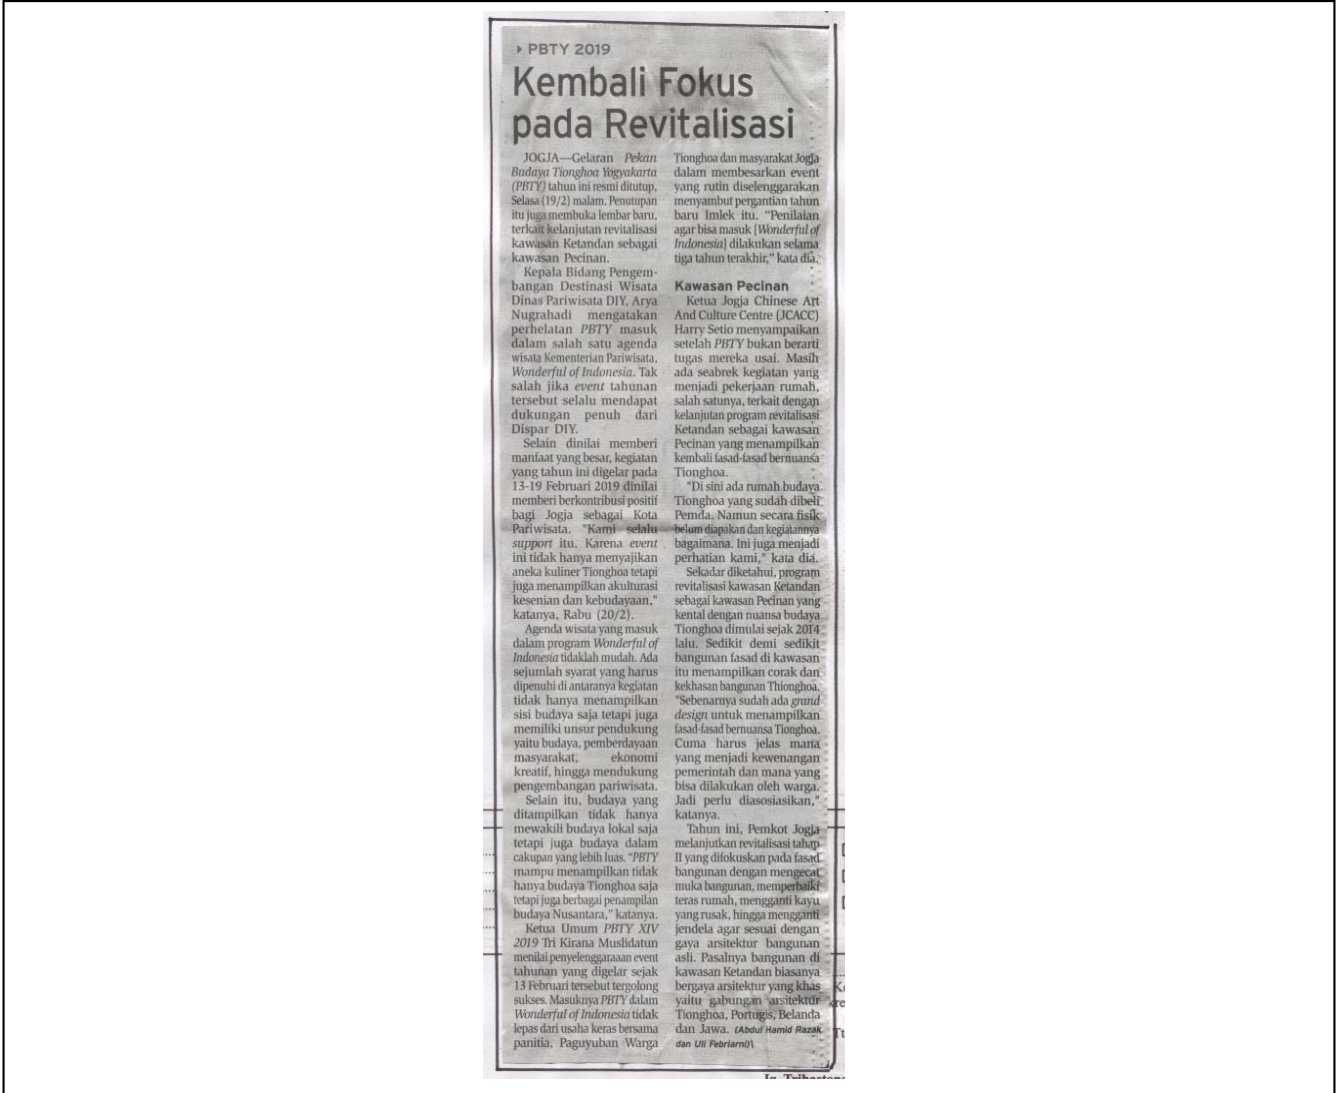 PBTY 2019
Kembali Fokus
pada Revitalisasi
JOGJA—Gelaran Pekan
Budaya Tionghoa Yogyakarta
(PBTY) tahun ini resmi ditutup,
Selasa (19/2) malam. Penutupan
itu juga membuka lembar baru,
terkait kelanjutan revitalisasi
kawasan Ketandan sebagai
kawasan Pecinan.
Kepala Bidang Pengem-
bangan Destinasi Wisata
Dinas Pariwisata DIY, Arya
Nugrahadi mengatakan
perhelatan PBTY masuk
dalam salah satu agenda
wisata Kementerian Pariwisata,
Wonderful of Indonesia. Tak
salah jika event tahunan
tersebut selalu mendapat
dukungan penuh dari
Dispar DIY.
Selain dinilai memberi
manfaat yang besar, kegiatan
yang tahun ini digelar pada
13-19 Februari 2019 dinilai
memberi berkontribusi positif
bagi Jogja sebagai Kota
Pariwisata. "Kami selalu
support itu. Karena event
ini tidak hanya menyajikan
aneka kuliner Tionghoa tetapi
juga menampilkan akulturasi
kesenian dan kebudayaan,"
katanya, Rabu (20/2).
Agenda wisata yang masuk
dalam program Wonderful of
Indonesia tidaklah mudah. Ada
sejumlah syarat yang harus
dipenuhi di antaranya kegiatan
tidak hanya menampilkan
sisi budaya saja tetapi juga
memiliki unsur pendukung
yaitu budaya, pemberdayaan
masyarakat, ekonomi
kreatif, hingga mendukung
pengembangan pariwisata.
Selain itu, budaya yang
ditampilkan tidak hanya
mewakili budaya lokal saja
tetapi juga budaya dalam
cakupan yang lebih luas. "PBTY
mampu menampilkan tidak
hanya budaya Tionghoa saja
tetapi juga berbagai penampilan
budaya Nusantara," katanya.
Ketua Umum PBTY XIV
2019 Tri Kirana Muslidatun
menilai penyelenggaraaan event
tahunan yang digelar sejak
13 Februari tersebut tergolong
sukses. Masuknya PBTY dalam
Wonderful of Indonesia tidak
lepas dari usaha keras bersama
panitia, Paguyuban Warga
Tionghoa dan masyarakat Jogja
dalam membesarkan event
yang rutin diselenggarakan
menyambut pergantian tahun
baru Imlek itu. "Penilaian
agar bisa masuk [Wonderful of
Indonesia] dilakukan selama
tiga tahun terakhir," kata dia.
Kawasan Pecinan
Ketua Jogja Chinese Art
And Culture Centre (JCACC)
Harry Setio menyampaikan
setelah PBTY bukan berarti
tugas mereka usai. Masih
ada seabrek kegiatan yang
menjadi pekerjaan rumah,
salah satunya, terkait dengan
kelanjutan program revitalisasi
Ketandan sebagai kawasan
Pecinan yang menampilkan
kembali fasad-fasad bernuansa
Tionghoa.
"Di sini ada rumah budaya
Tionghoa yang sudah dibeli
Pemda. Namun secara fisik
belum diapakan dan kegiatannya
bagaimana. Ini juga menjadi
perhatian kami," kata dia.
Sekadar diketahui, program
revitalisasi kawasan Ketandan
sebagai kawasan Pecinan yang
kental dengan nuansa budaya
Tionghoa dimulai sejak 2014
lalu. Sedikit demi sedikit
bangunan fasad di kawasan
itu menampilkan corak dan
kekhasan bangunan Thionghoa.
"Sebenarnya sudah ada grand
design untuk menampilkan
fasad-fasad bernuansa Tionghoa.
Cuma harus jelas mana
yang menjadi kewenangan
pemerintah dan mana yang
bisa dilakukan oleh warga.
Jadi perlu diasosiasikan,"
katanya.
Tahun ini, Pemkot Jogja
melanjutkan revitalisasi tahap
II yang difokuskan pada fasad
bangunan dengan mengecat
muka bangunan, memperbaiki
teras rumah, mengganti kayu
yang rusak, hingga mengganti
jendela agar sesuai dengan
gaya arsitektur bangunan
asli. Pasalnya bangunan di
kawasan Ketandan biasanya
bergaya arsitektur yang khas
yaitu gabungan arsitektur
Tionghoa, Portugis, Belanda
dan Jawa. (Abdul Hamid Razak
dan Uli Febriarni)